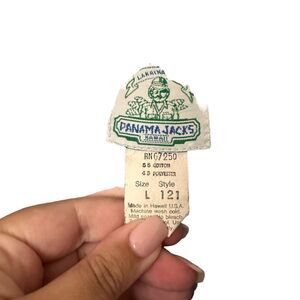 LAHAINA
PANAMA JACKS
HAWAII
RN67250
55 COTTON
45 POLYESTER
Size Style
L 121
Made in Hawaii U.S.A.
Machine wash cold.